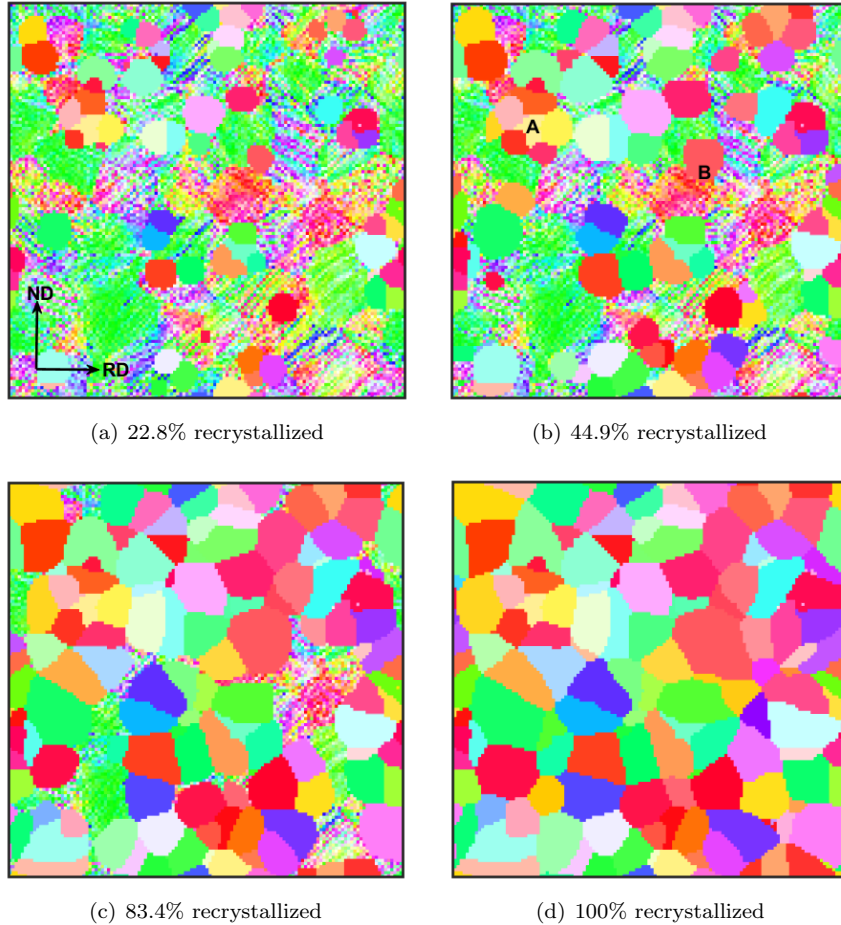 ND
RD
(a) 22.8% recrystallized
A
B
(b) 44.9% recrystallized
(c) 83.4% recrystallized
(d) 100% recrystallized